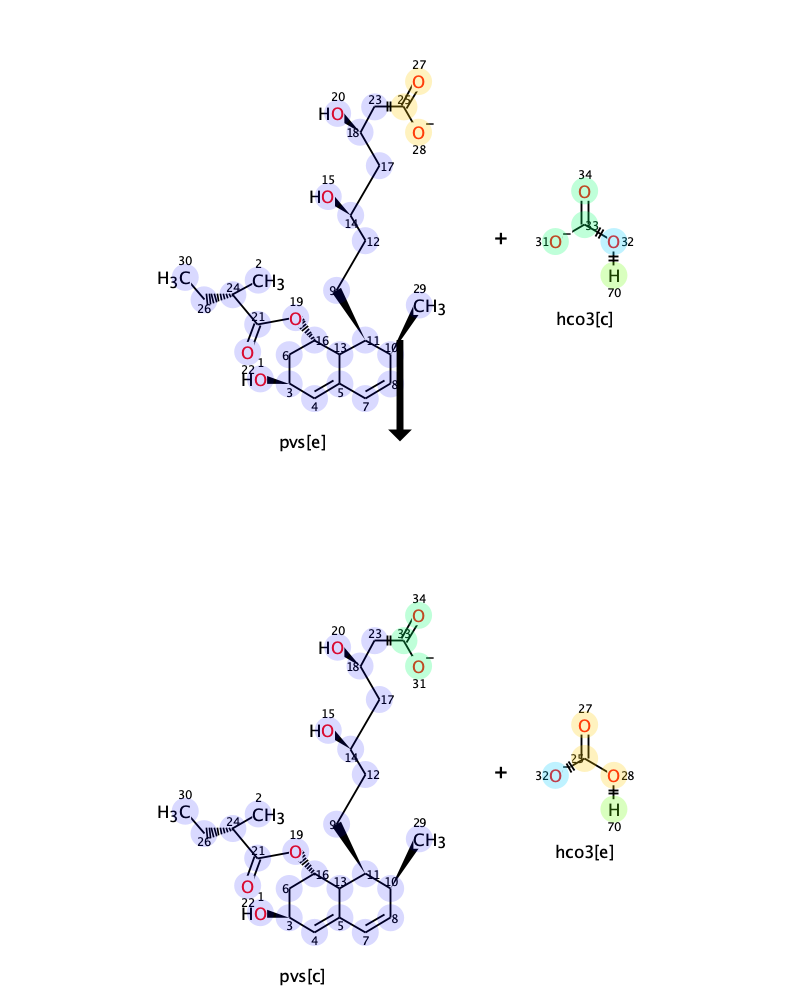 27
20 23 25
HO O
18 O⁻
28
17
34
15
HO O
14
31 O⁻ 33 O 32
12
H
70
30 2 9 29
H₃C 24 CH₃ CH₃
26 19
21 O
16 11 10
O 6 13
22 1
HO 3 5 8
4 7
+
hco3[c]
pvs[e]
34
20 23 33
HO O
18 O⁻
31
17
27
15
HO O
14
32 O⁻ 25 O 28
12
H
70
30 2 9 29
H₃C 24 CH₃ CH₃
26 19
21 O
16 11 10
O 6 13
22 1
HO 3 5 8
4 7
+
hco3[e]
pvs[c]